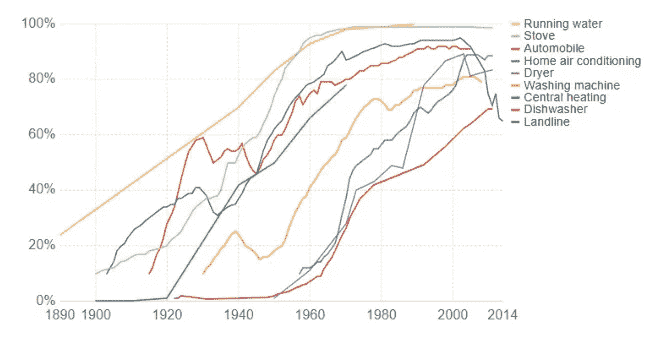 100%
80%
60%
40%
20%
0%
1890 1900 1920 1940 1960 1980 2000 2014
Running water
Stove
Automobile
Home air conditioning
Dryer
Washing machine
Central heating
Dishwasher
Landline